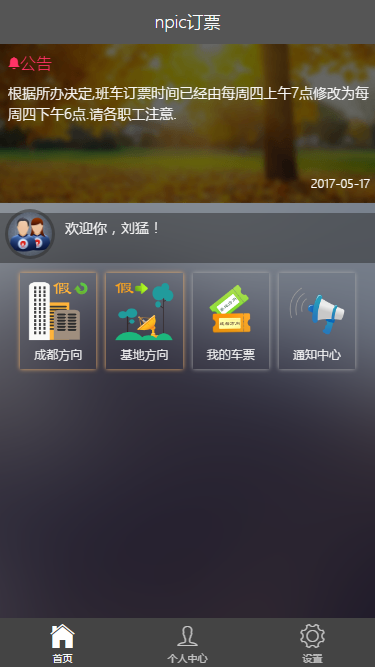 npic订票
公告
根据所办决定,班车订票时间已经由每周四上午7点修改为每
周四下午6点.请各职工注意.
2017-05-17
欢迎你，刘猛！
假 假
成都方向 基地方向 我的车票 通知中心
首页 个人中心 设置